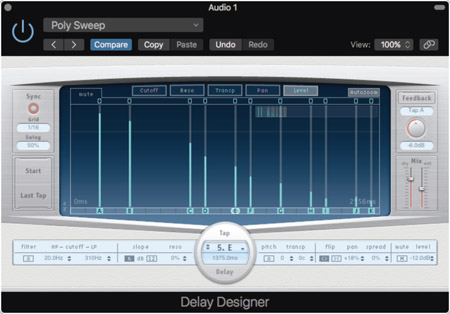 Audio 1
Poly Sweep
Compare Copy Paste Undo Redo View: 100%
Sync
Grid
1/16
Swing
50%
Start
Last Tap
mute Cutoff Reso Transp Pan Level autozoom
0ms
A B C D E F G H I J K
Feedback
Tap A
-6.0dB
Mix
Tap
5. E
1375.0ms
Delay
filter HP– cutoff –LP slope reso pitch transp flip pan spread mute level
20.0Hz 310Hz 6 dB 12 0% 0 0c +18% 0% M -12.0dB
Delay Designer